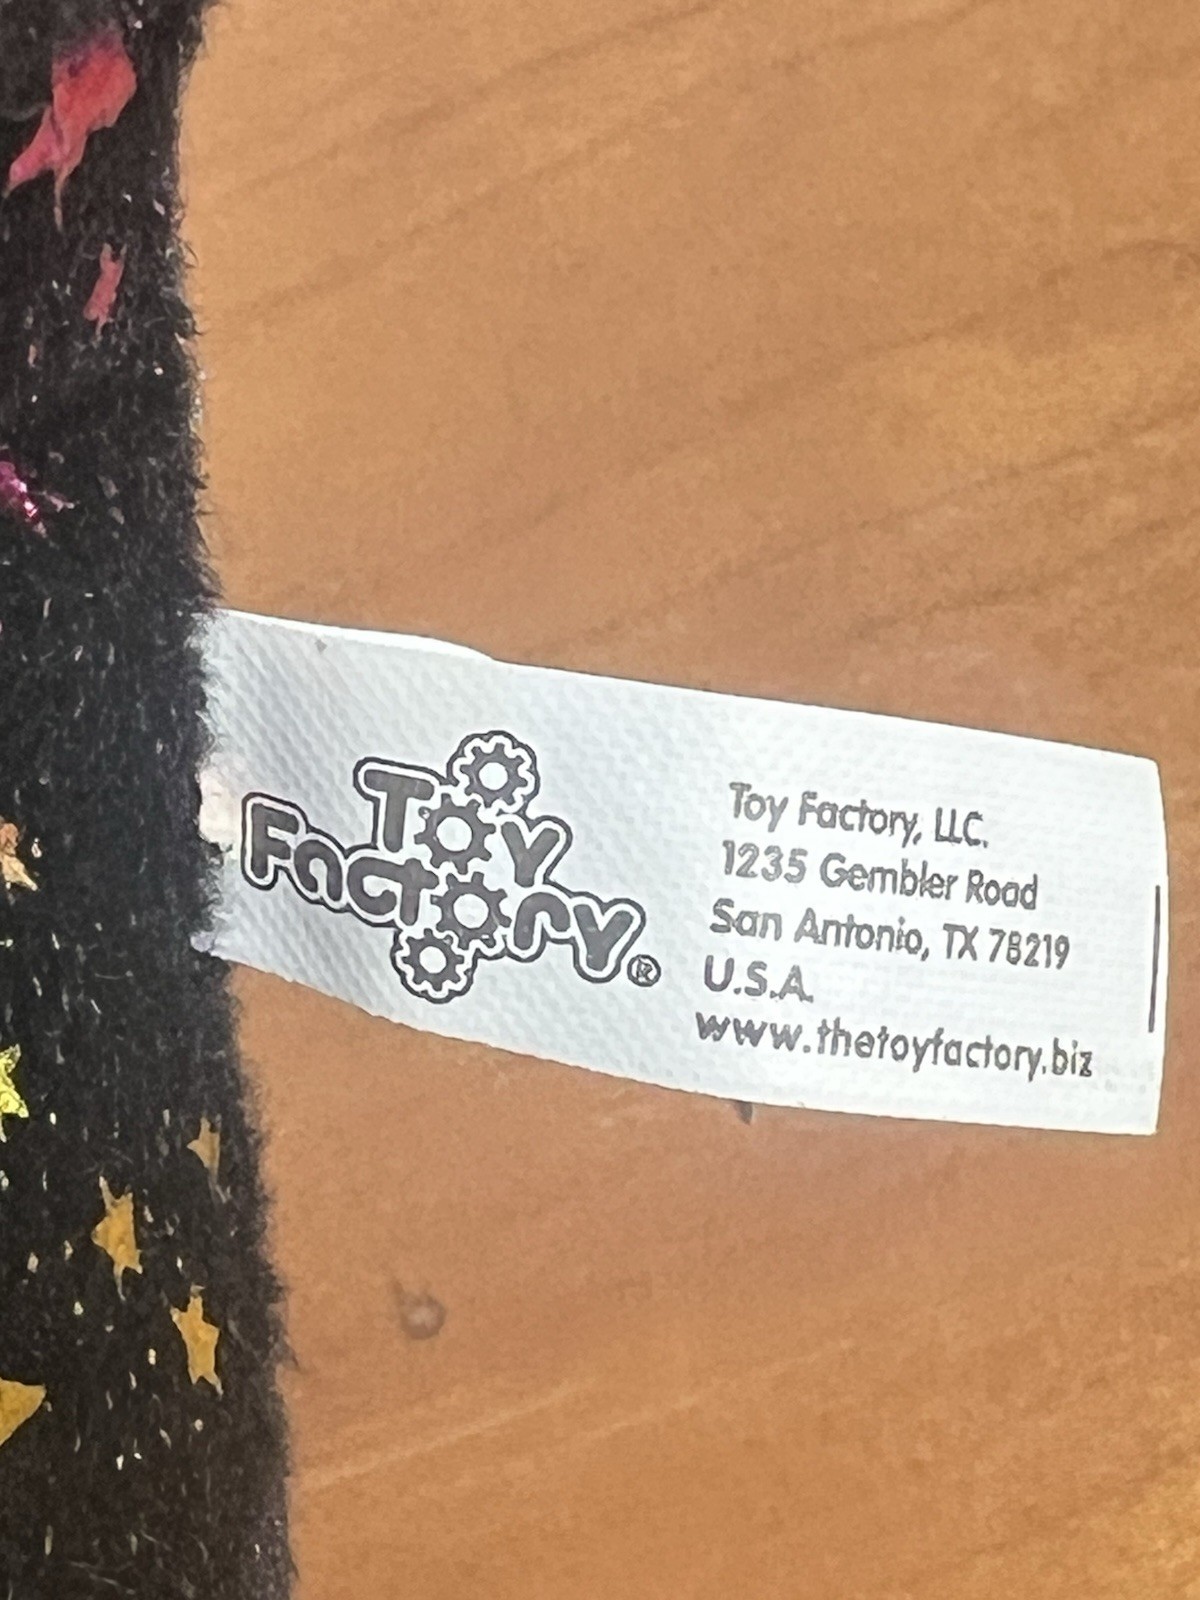 Toy
Factory®
Toy Factory, LLC.
1235 Gembler Road
San Antonio, TX 78219
U.S.A.
www.thetoyfactory.biz